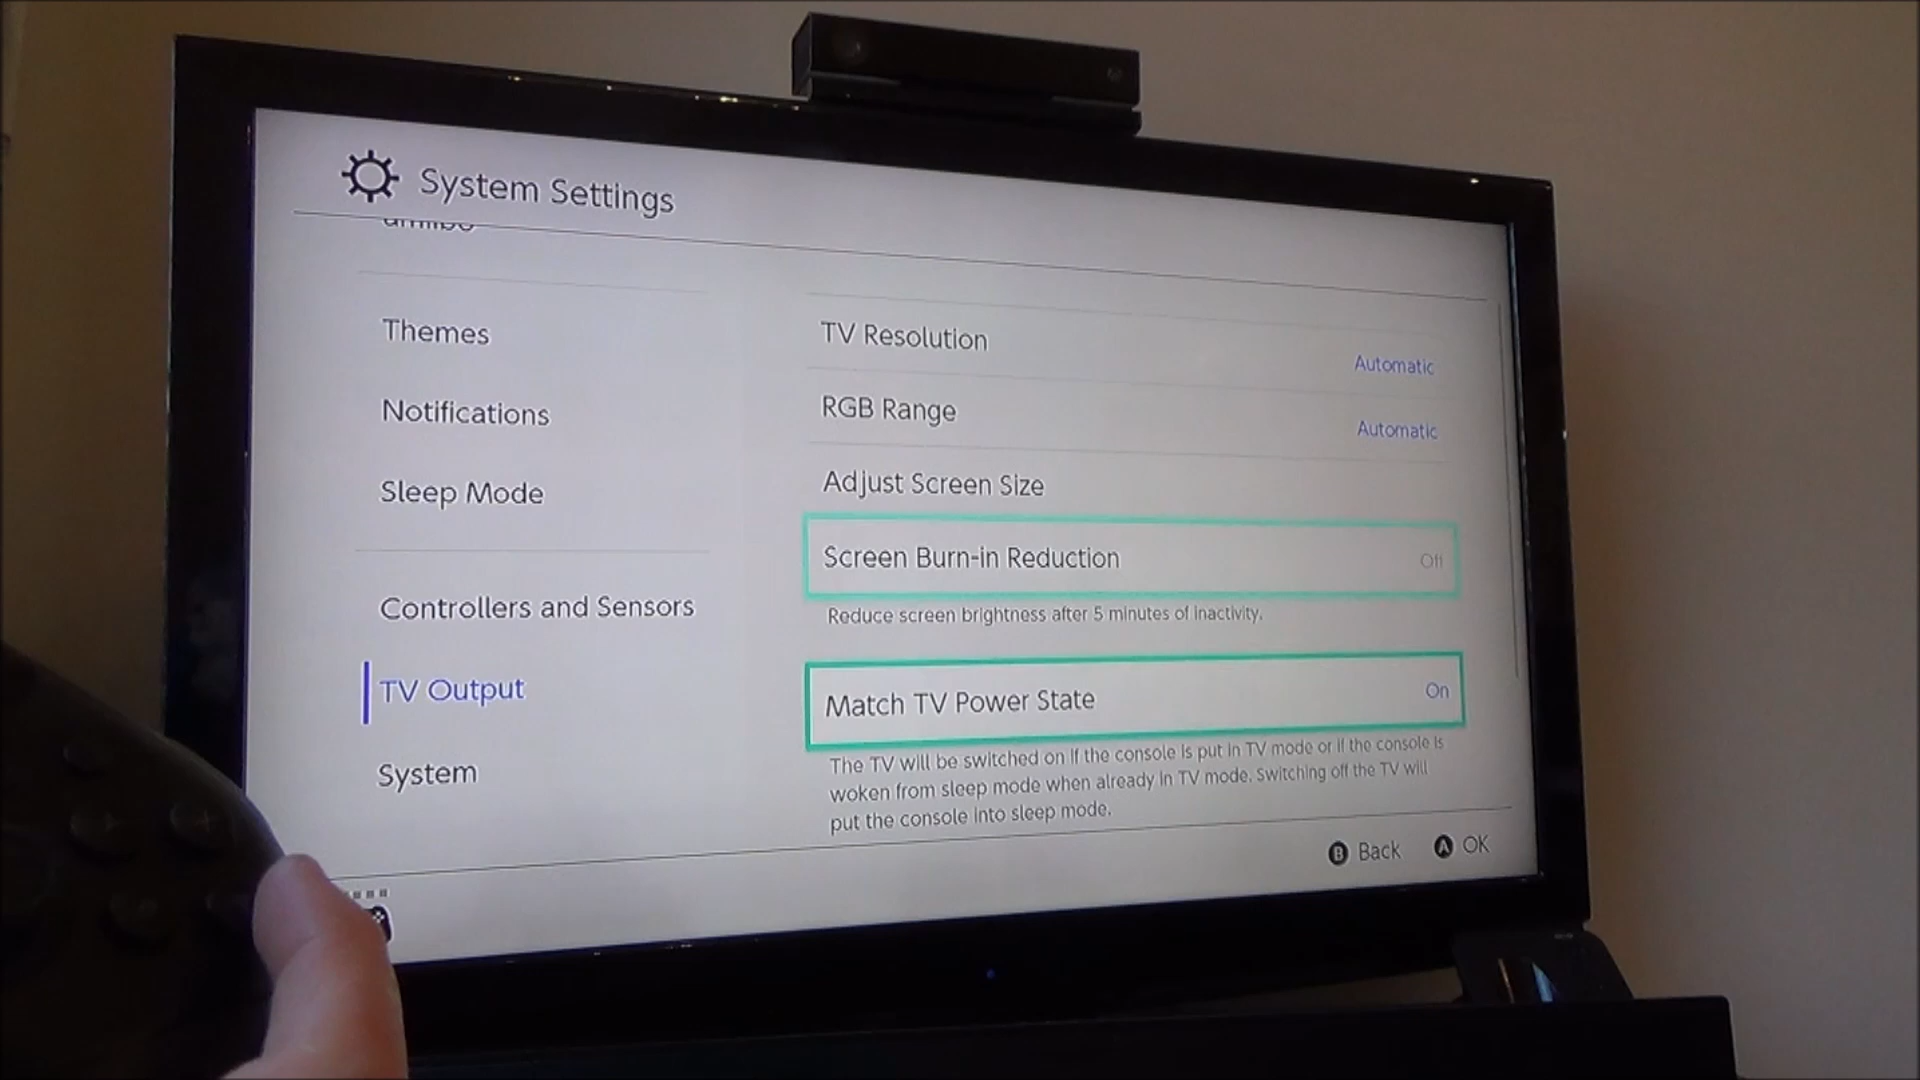 System Settings
amiibo
Themes
Notifications
Sleep Mode
Controllers and Sensors
TV Output
System
TV Resolution
Automatic
RGB Range
Automatic
Adjust Screen Size
Screen Burn-in Reduction
Off
Reduce screen brightness after 5 minutes of inactivity.
Match TV Power State
On
The TV will be switched on if the console is put in TV mode or if the console is
woken from sleep mode when already in TV mode. Switching off the TV will
put the console into sleep mode.
B Back
A OK